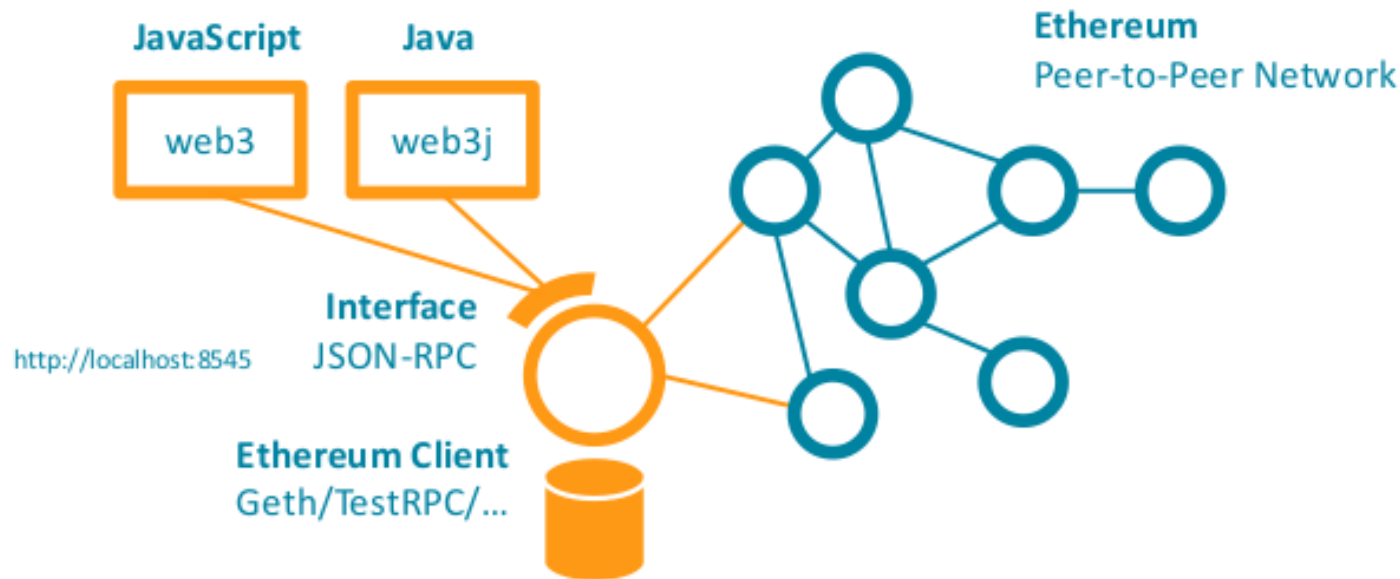 JavaScript
Java
Ethereum
Peer-to-Peer Network
web3
web3j
Interface
http://localhost:8545
JSON-RPC
Ethereum Client
Geth/TestRPC/...